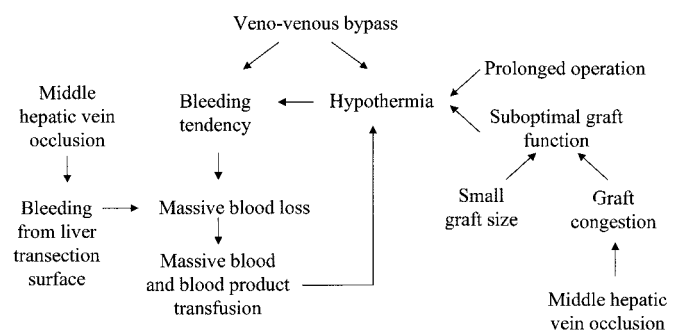 Veno-venous bypass
Prolonged operation
Middle
hepatic vein
occlusion
Bleeding
tendency
Hypothermia
Suboptimal graft
function
Bleeding
from liver
transection
surface
Massive blood loss
Small
graft size
Graft
congestion
Massive blood
and blood product
transfusion
Middle hepatic
vein occlusion